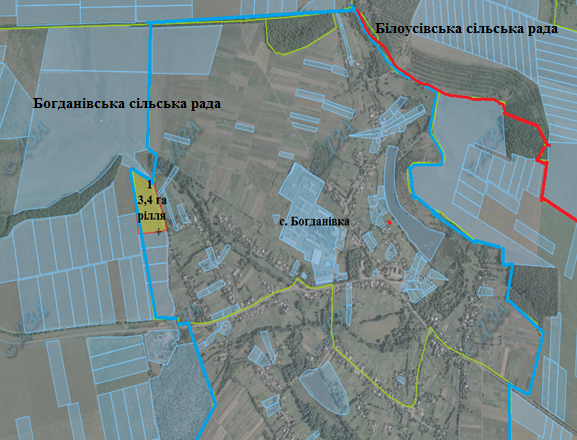 Білоусівська сільська рада
Богданівська сільська рада
1
3,4 га
рілля
с. Богданівка